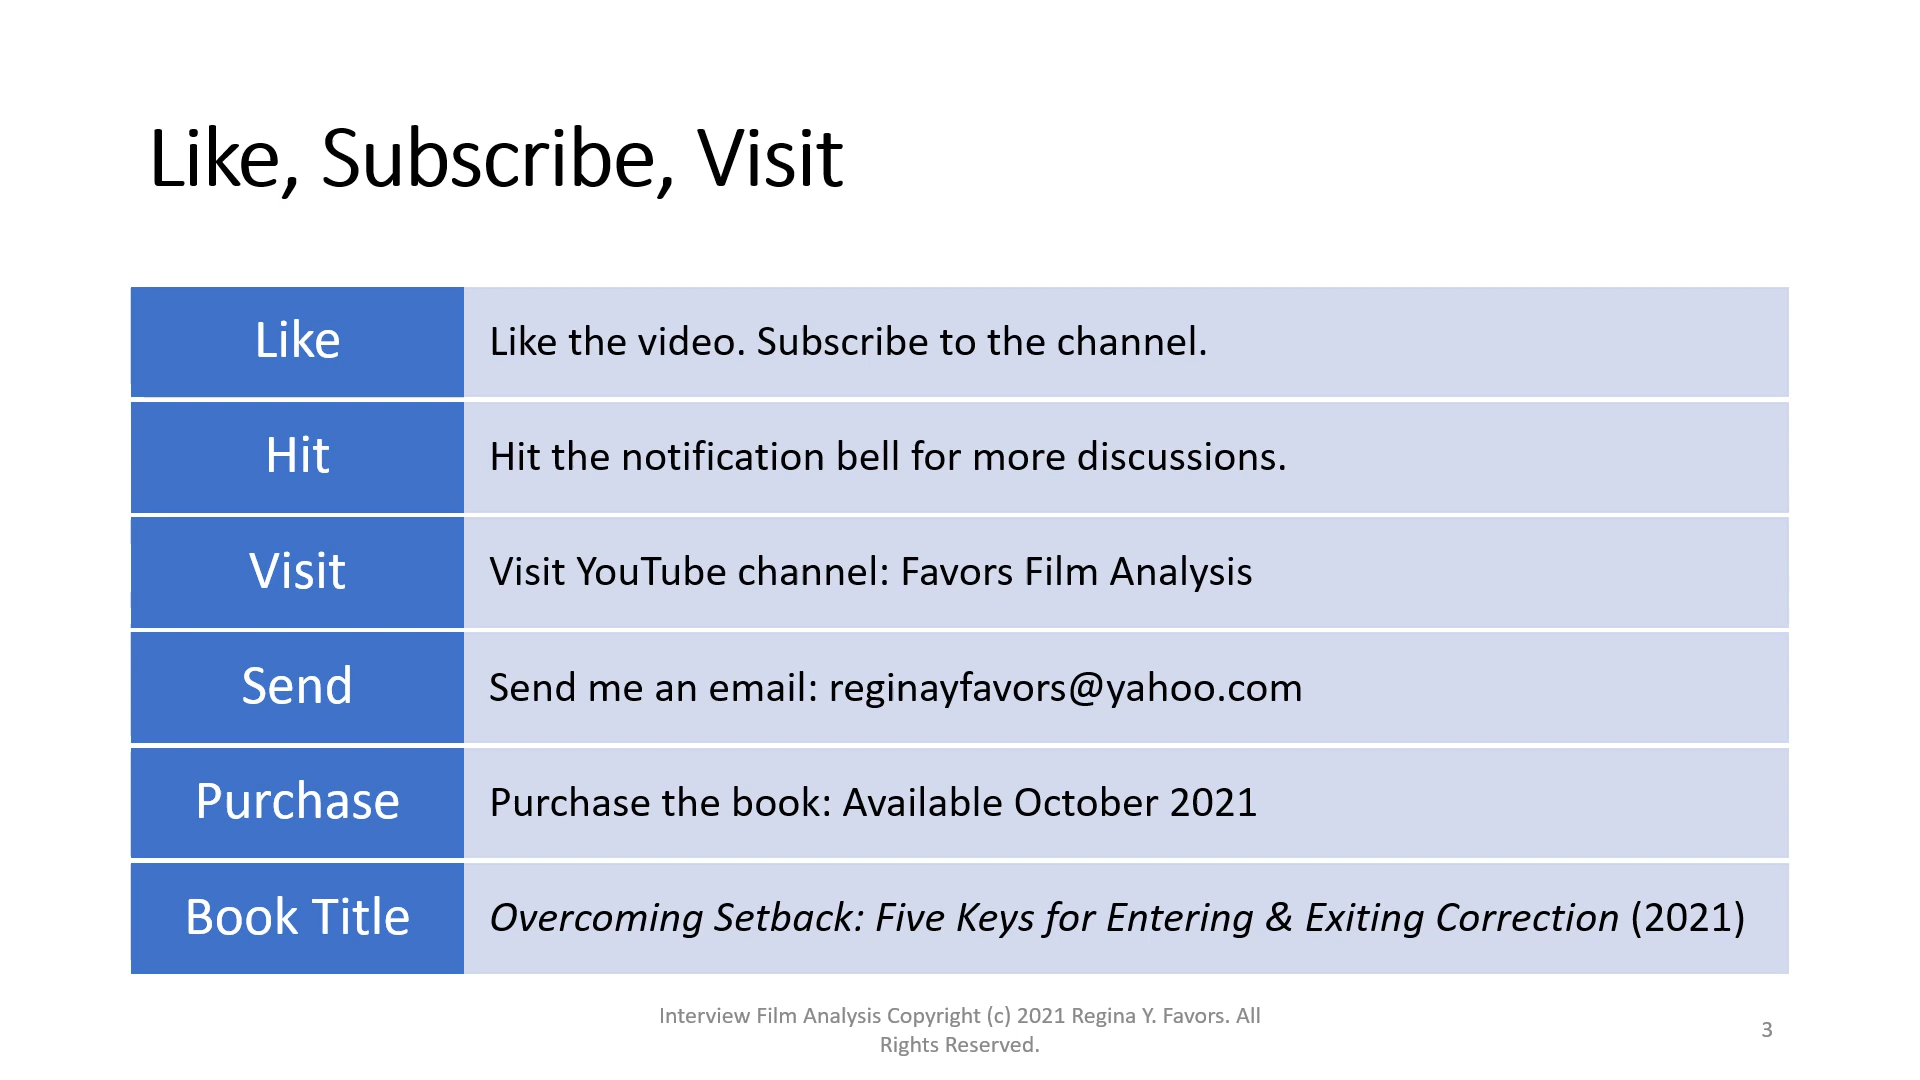 Like, Subscribe, Visit
Like
Like the video. Subscribe to the channel.
Hit
Hit the notification bell for more discussions.
Visit
Visit YouTube channel: Favors Film Analysis
Send
Send me an email: reginayfavors@yahoo.com
Purchase
Purchase the book: Available October 2021
Book Title
Overcoming Setback: Five Keys for Entering & Exiting Correction (2021)
Interview Film Analysis Copyright (c) 2021 Regina Y. Favors. All
Rights Reserved.
3